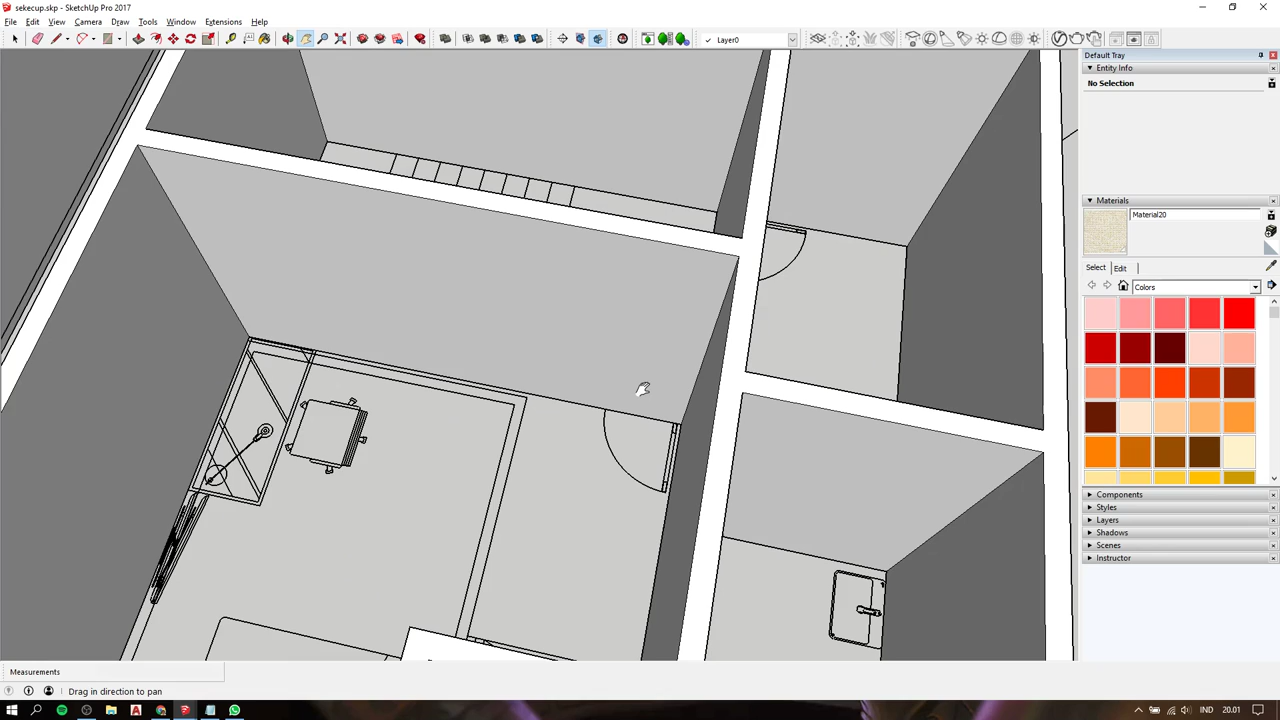 sekecup.skp - SketchUp Pro 2017
File Edit View Camera Draw Tools Window Extensions Help
Layer0
Default Tray
Entity Info
No Selection
Materials
Material20
Select Edit
Colors
Components
Styles
Layers
Shadows
Scenes
Instructor
Measurements
Drag in direction to pan
IND 20.01